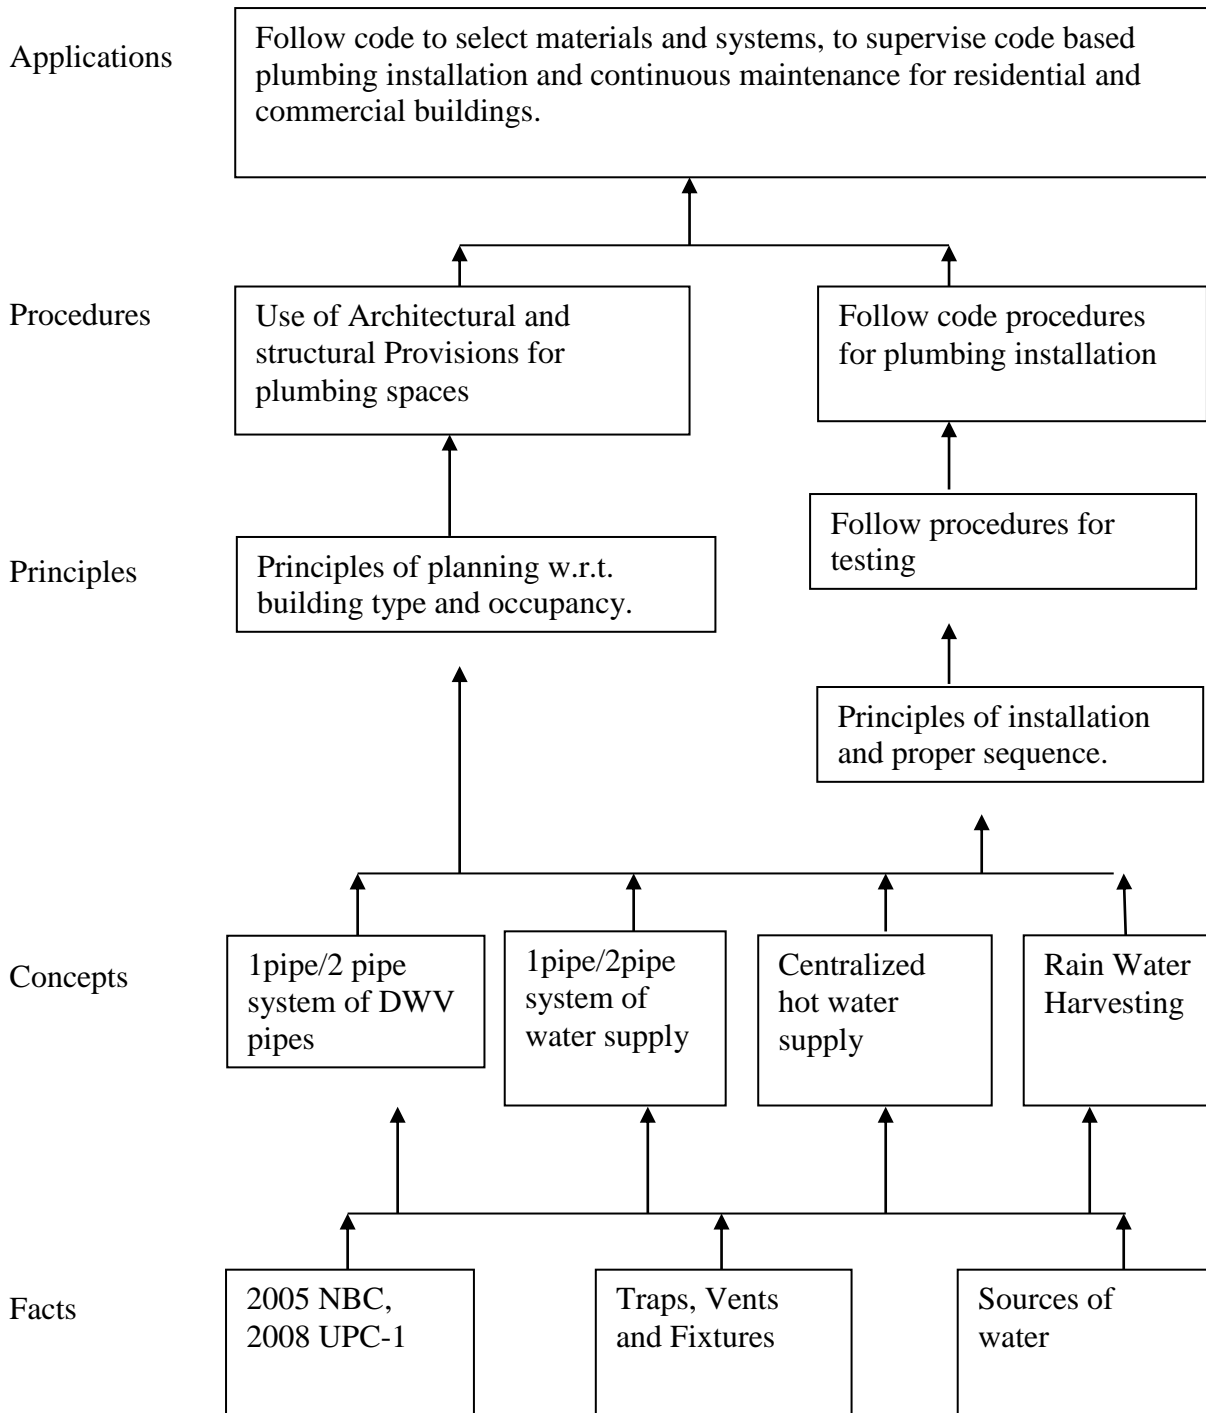 Applications
Follow code to select materials and systems, to supervise code based
plumbing installation and continuous maintenance for residential and
commercial buildings.
Procedures
Use of Architectural and
structural Provisions for
plumbing spaces
Follow code procedures
for plumbing installation
Follow procedures for
testing
Principles
Principles of planning w.r.t.
building type and occupancy.
Principles of installation
and proper sequence.
Concepts
1pipe/2 pipe
system of DWV
pipes
1pipe/2pipe
system of
water supply
Centralized
hot water
supply
Rain Water
Harvesting
Facts
2005 NBC,
2008 UPC-1
Traps, Vents
and Fixtures
Sources of
water